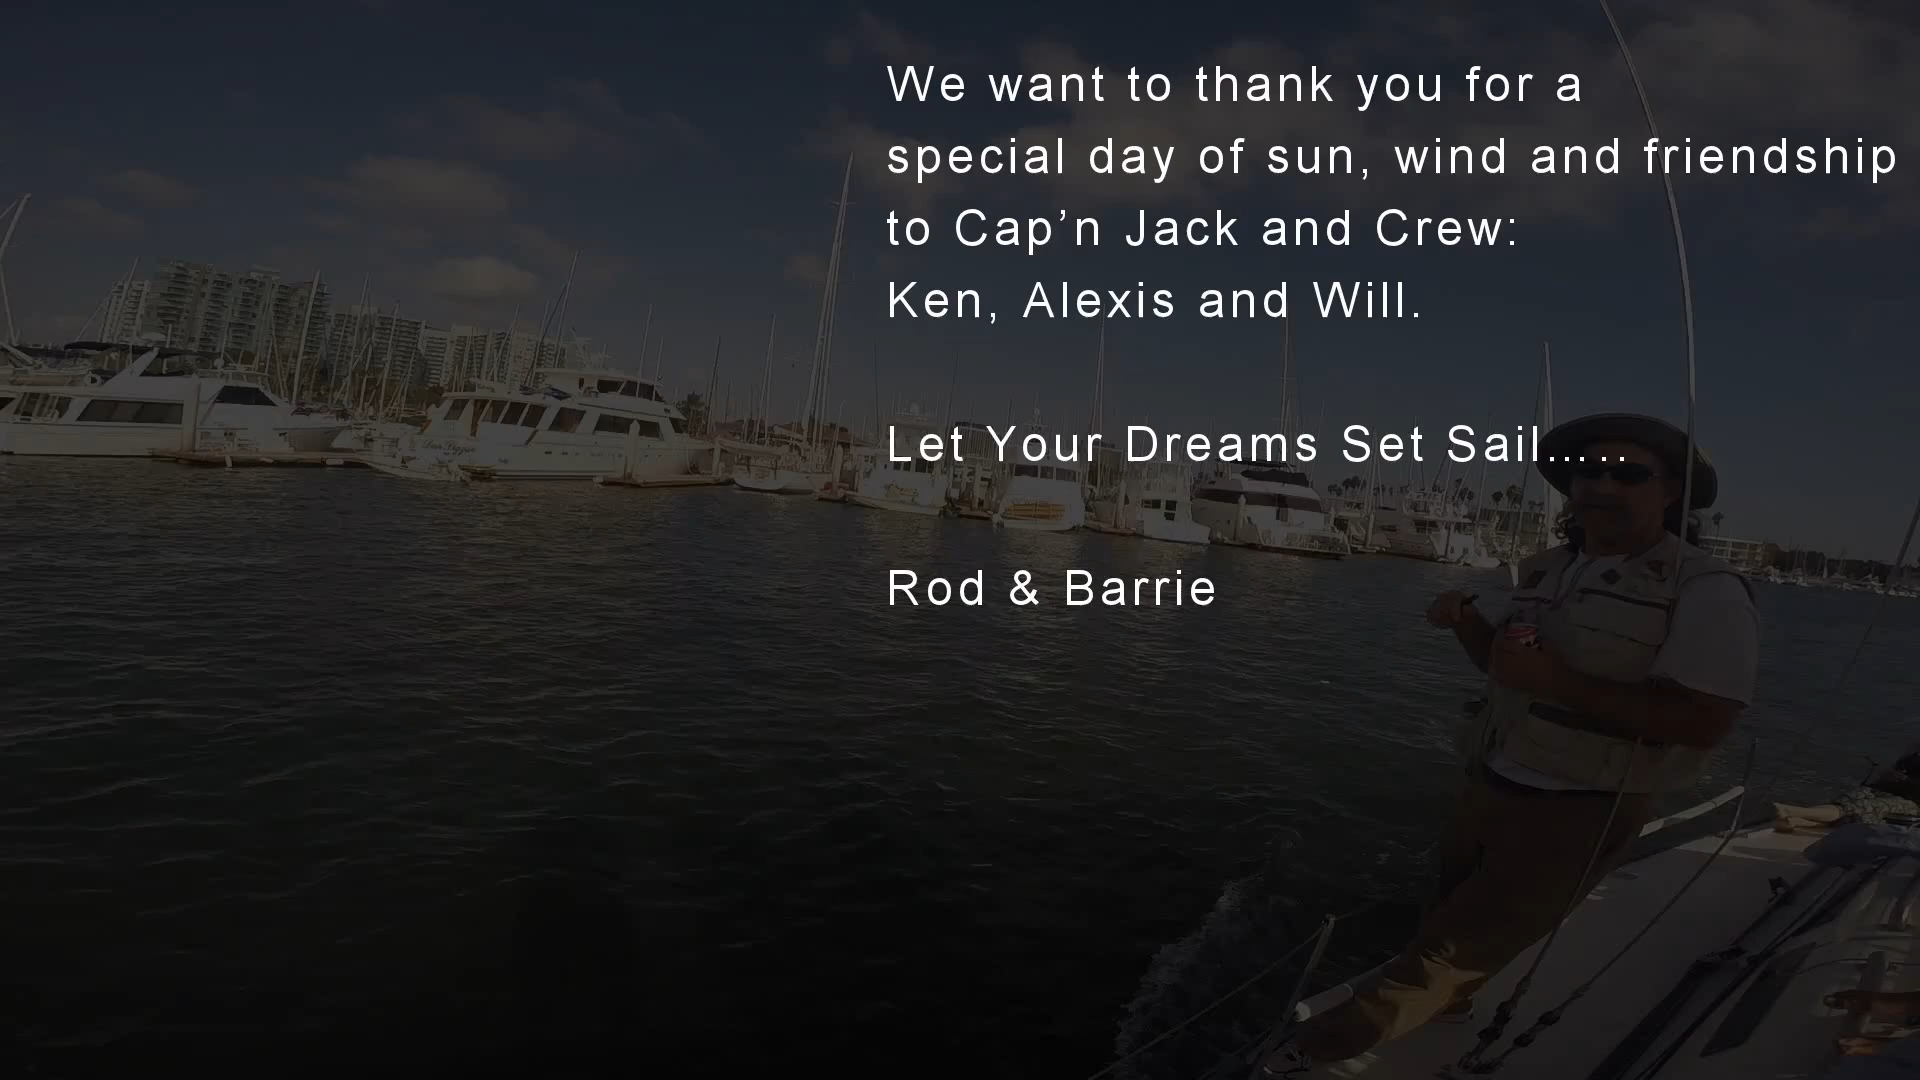 We want to thank you for a
special day of sun, wind and friendship
to Cap’n Jack and Crew:
Ken, Alexis and Will.
Let Your Dreams Set Sail…..
Rod & Barrie